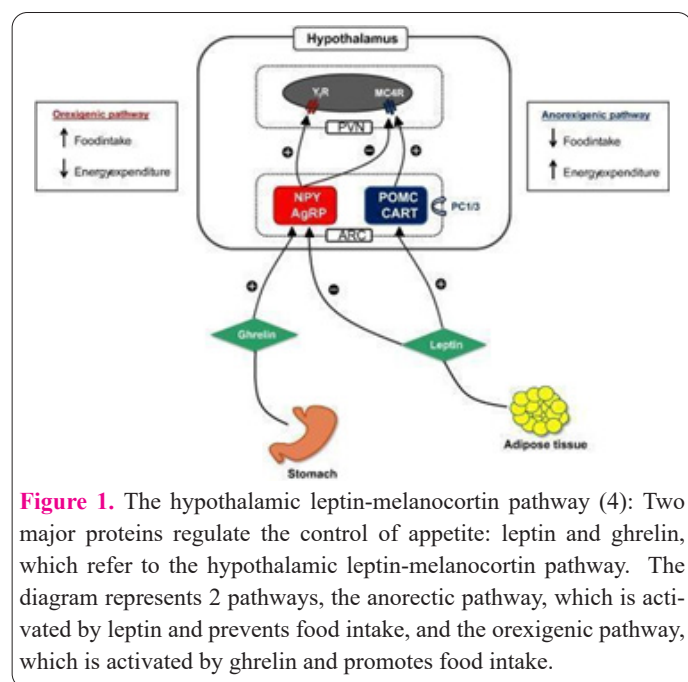 Hypothalamus
Y1R
MC4R
PVN
Orexigenic pathway
Foodintake
Energyexpenditure
Anorexigenic pathway
Foodintake
Energyexpenditure
+
-
+
NPY
AgRP
POMC
CART
PC1/3
ARC
+
-
+
Ghrelin
Leptin
Stomach
Adipose tissue
Figure 1. The hypothalamic leptin-melanocortin pathway (4): Two
major proteins regulate the control of appetite: leptin and ghrelin,
which refer to the hypothalamic leptin-melanocortin pathway. The
diagram represents 2 pathways, the anorectic pathway, which is acti-
vated by leptin and prevents food intake, and the orexigenic pathway,
which is activated by ghrelin and promotes food intake.